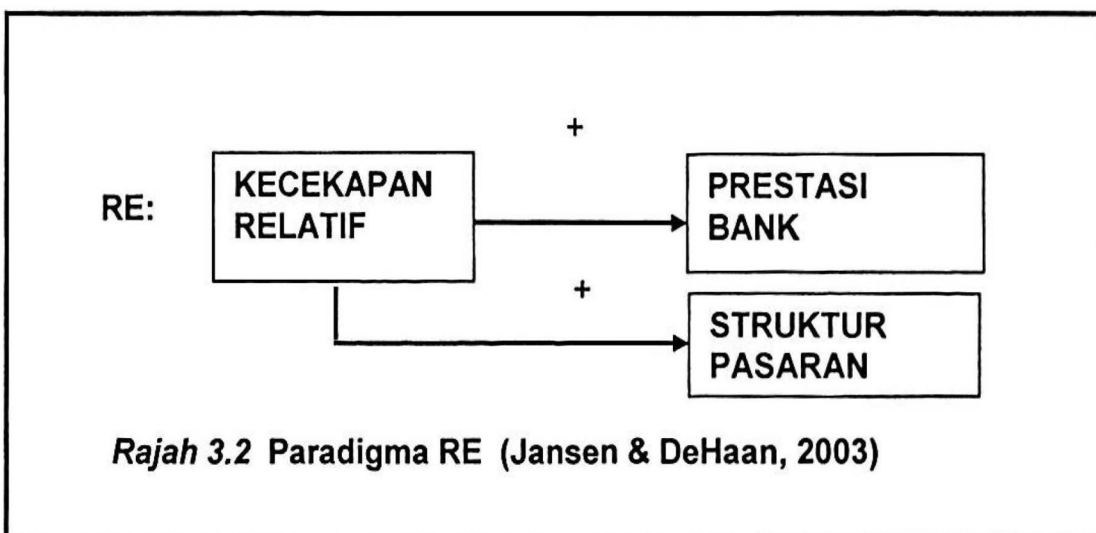 +
RE:
KECEKAPAN
RELATIF
PRESTASI
BANK
+
STRUKTUR
PASARAN
Rajah 3.2 Paradigma RE (Jansen & DeHaan, 2003)